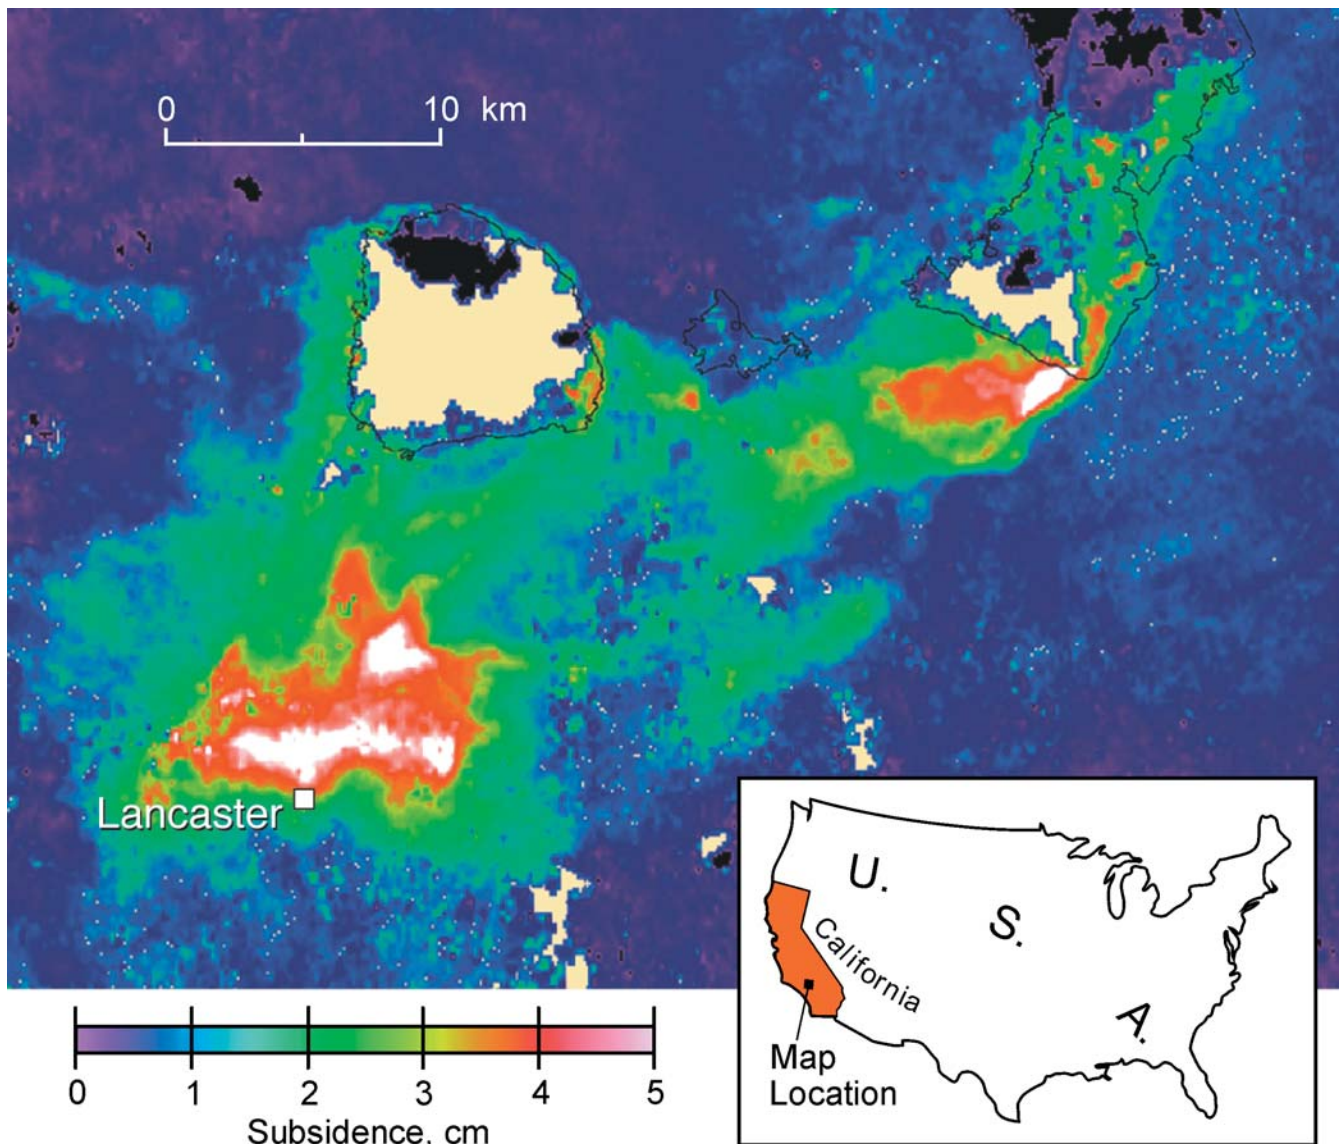 0 10 km
Lancaster
0 1 2 3 4 5
Subsidence, cm
U.
S.
A.
California
Map
Location